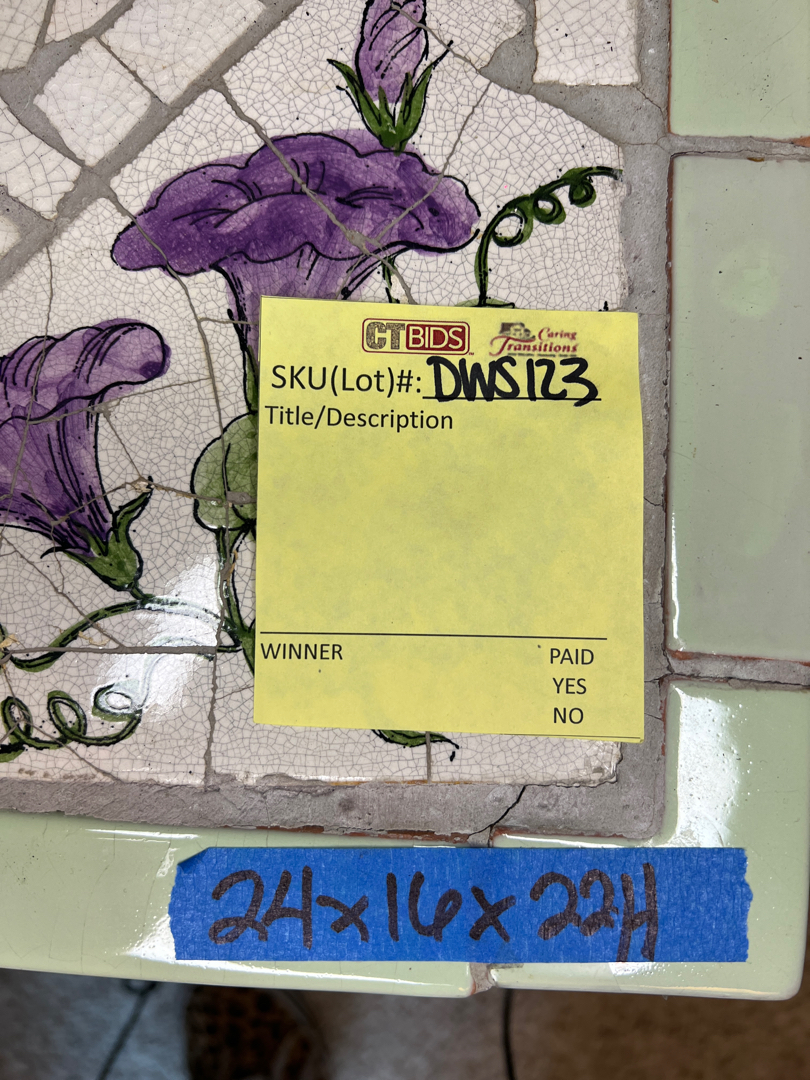 CTBIDS
Caring Transitions
SKU(Lot)#: DWS123
Title/Description
WINNER
PAID
YES
NO
24x16x22H